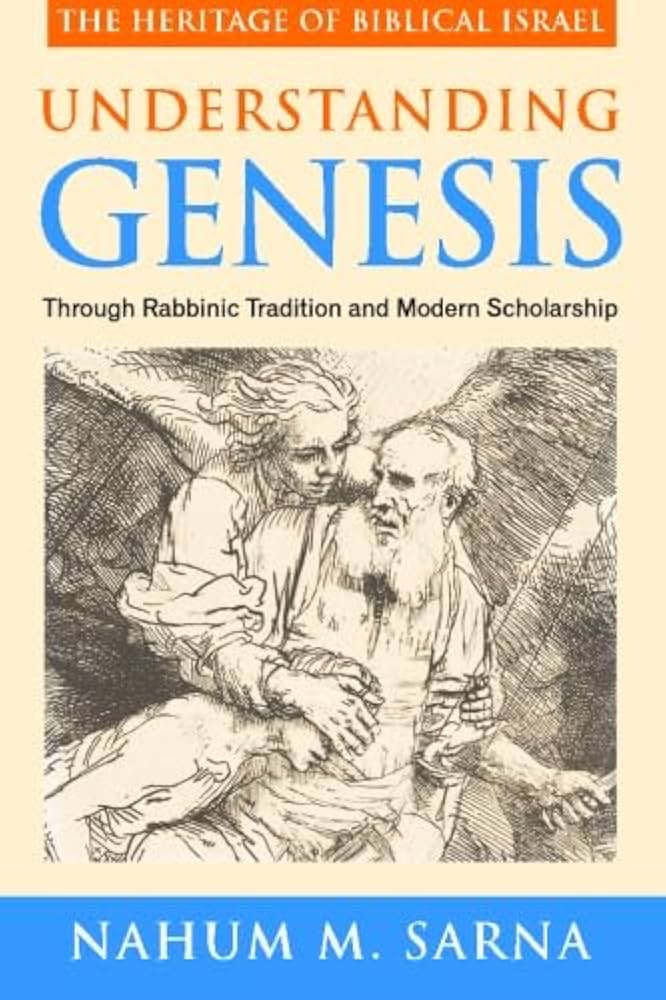 THE HERITAGE OF BIBLICAL ISRAEL
UNDERSTANDING
GENESIS
Through Rabbinic Tradition and Modern Scholarship
NAHUM M. SARNA